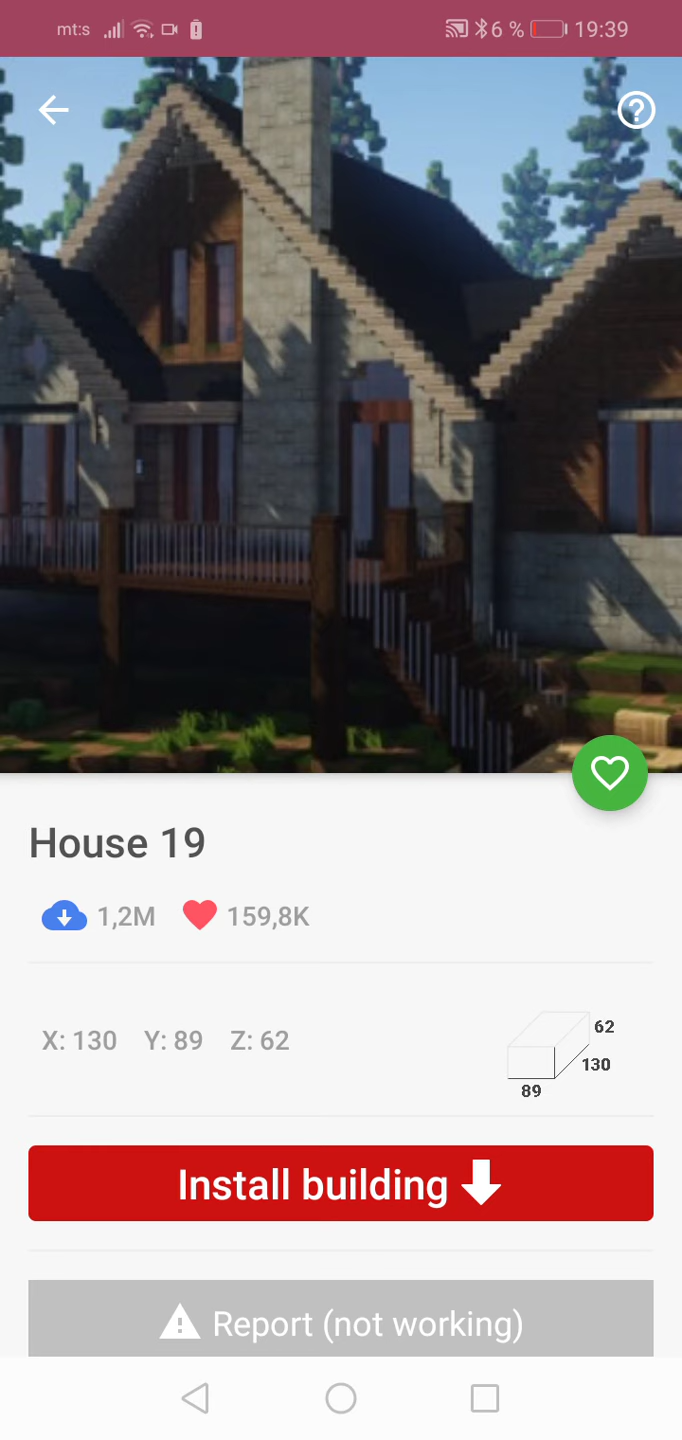 mt:s 6 % 19:39
House 19
1,2M 159,8K
X: 130 Y: 89 Z: 62
62
130
89
Install building
Report (not working)